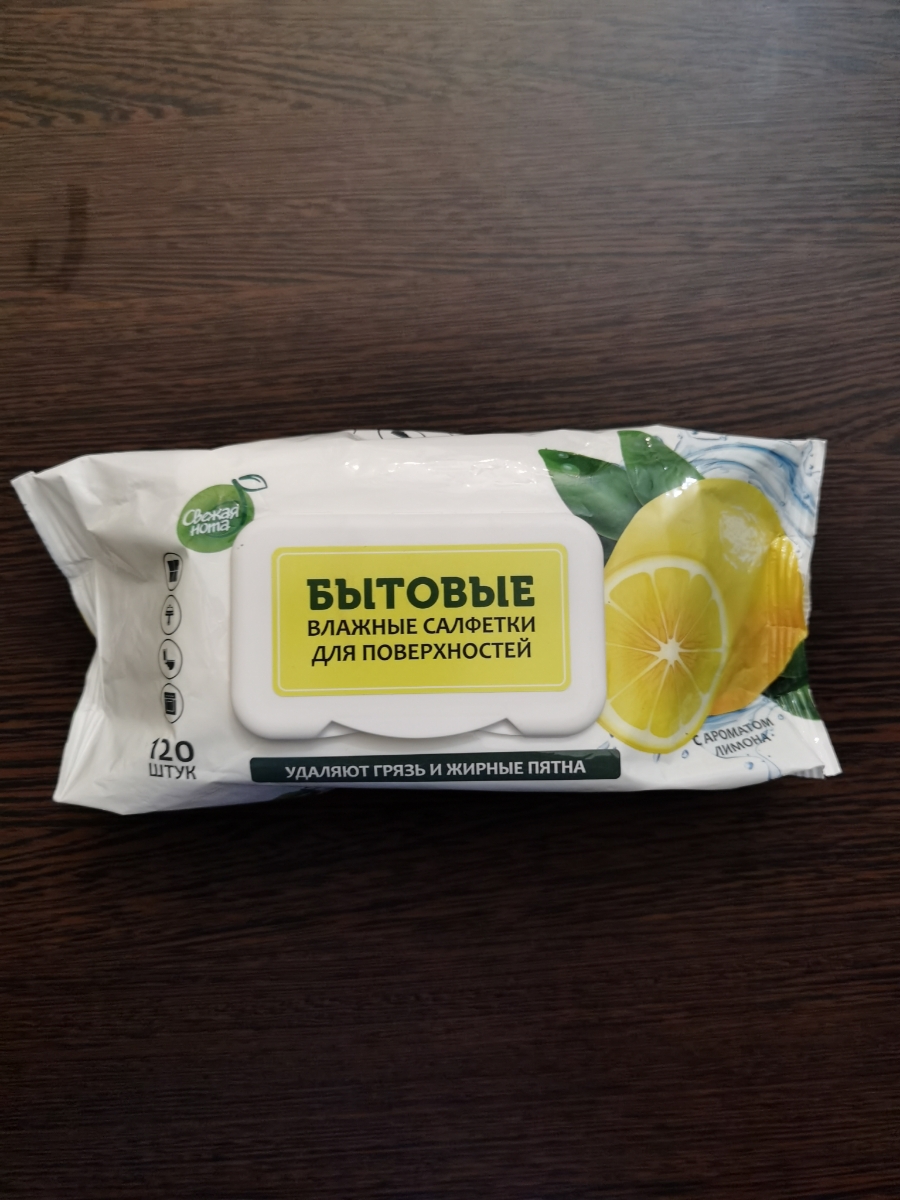 Свежая
нота
БЫТОВЫЕ
ВЛАЖНЫЕ САЛФЕТКИ
ДЛЯ ПОВЕРХНОСТЕЙ
120
ШТУК
УДАЛЯЮТ ГРЯЗЬ И ЖИРНЫЕ ПЯТНА
С АРОМАТОМ
ЛИМОНА